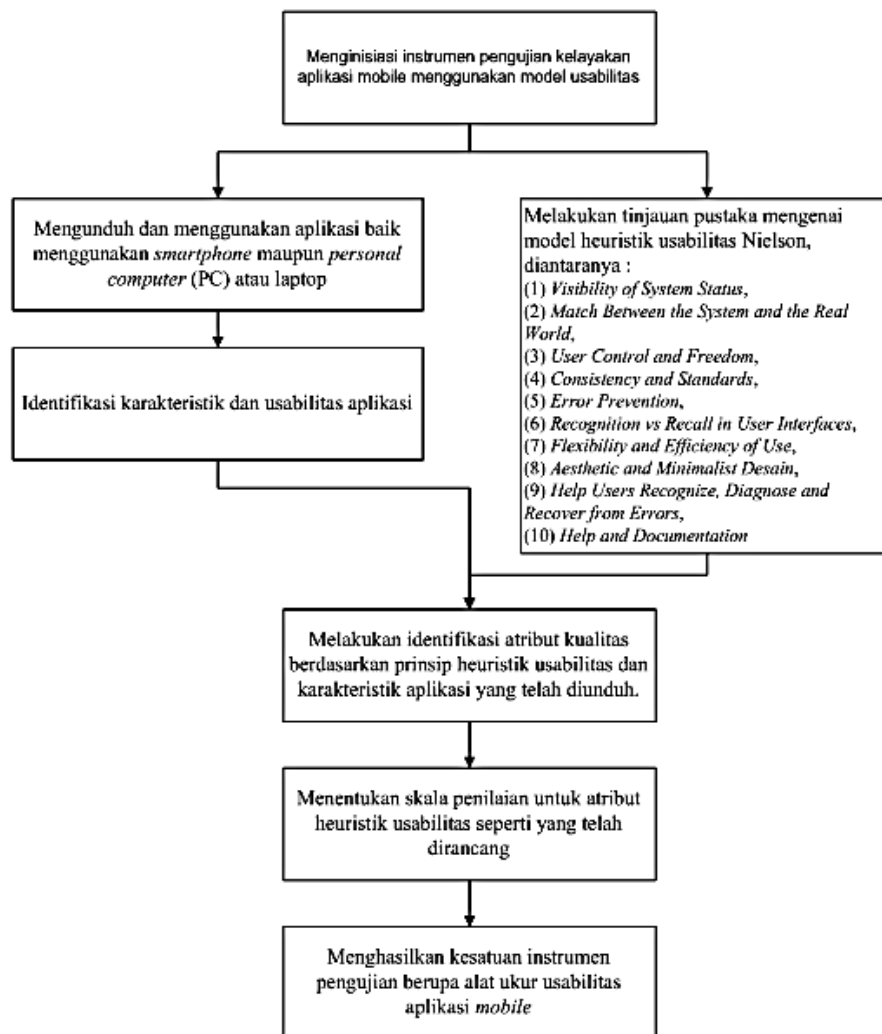 Menginisiasi instrumen pengujian kelayakan
aplikasi mobile menggunakan model usabilitas
Mengunduh dan menggunakan aplikasi baik
menggunakan smartphone maupun personal
computer (PC) atau laptop
Identifikasi karakteristik dan usabilitas aplikasi
Melakukan tinjauan pustaka mengenai
model heuristik usabilitas Nielson,
diantaranya :
(1) Visibility of System Status,
(2) Match Between the System and the Real
World,
(3) User Control and Freedom,
(4) Consistency and Standards,
(5) Error Prevention,
(6) Recognition vs Recall in User Interfaces,
(7) Flexibility and Efficiency of Use,
(8) Aesthetic and Minimalist Desain,
(9) Help Users Recognize, Diagnose and
Recover from Errors,
(10) Help and Documentation
Melakukan identifikasi atribut kualitas
berdasarkan prinsip heuristik usabilitas dan
karakteristik aplikasi yang telah diunduh.
Menentukan skala penilaian untuk atribut
heuristik usabilitas seperti yang telah
dirancang
Menghasilkan kesatuan instrumen
pengujian berupa alat ukur usabilitas
aplikasi mobile